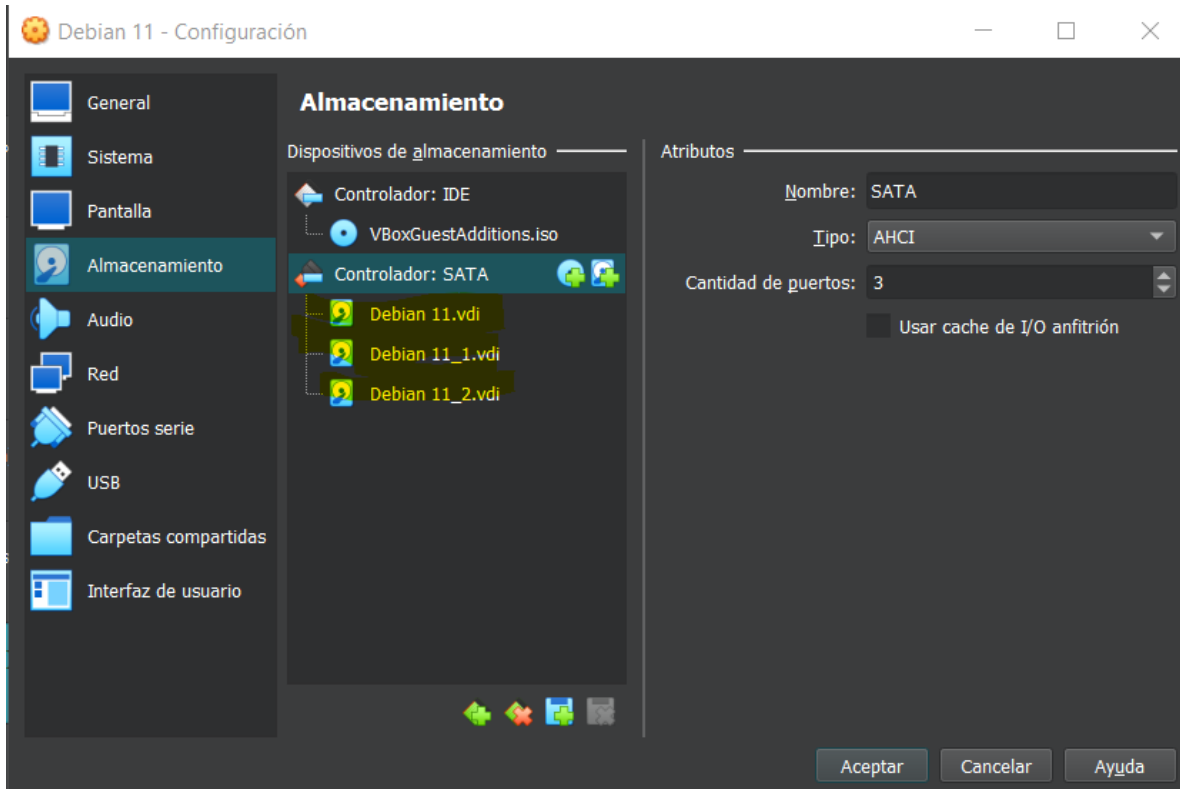 Debian 11 - Configuración
General
Sistema
Pantalla
Almacenamiento
Audio
Red
Puertos serie
USB
Carpetas compartidas
Interfaz de usuario
Almacenamiento
Dispositivos de almacenamiento
Controlador: IDE
VBoxGuestAdditions.iso
Controlador: SATA
Debian 11.vdi
Debian 11_1.vdi
Debian 11_2.vdi
Atributos
Nombre: SATA
Tipo: AHCI
Cantidad de puertos: 3
Usar cache de I/O anfitrión
Aceptar Cancelar Ayuda